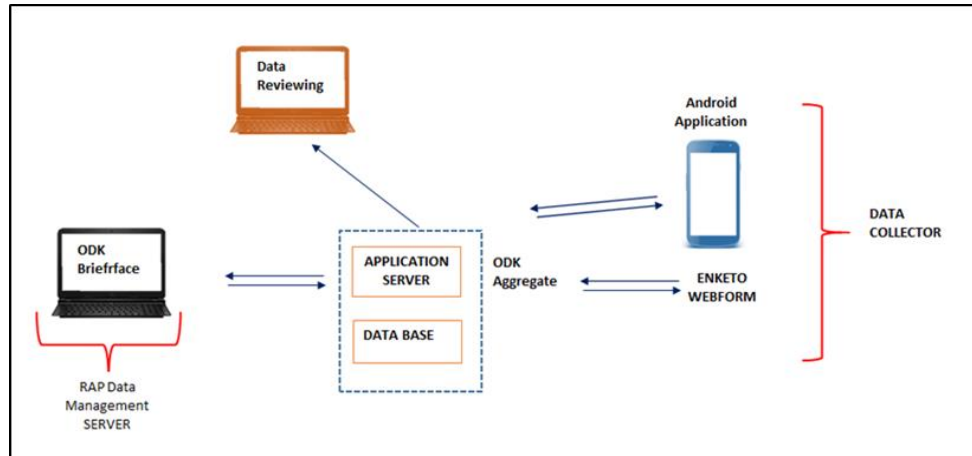 Data
Reviewing
Android
Application
ODK
Briefrface
APPLICATION
SERVER
ODK
Aggregate
DATA BASE
ENKETO
WEBFORM
DATA
COLLECTOR
RAP Data
Management
SERVER